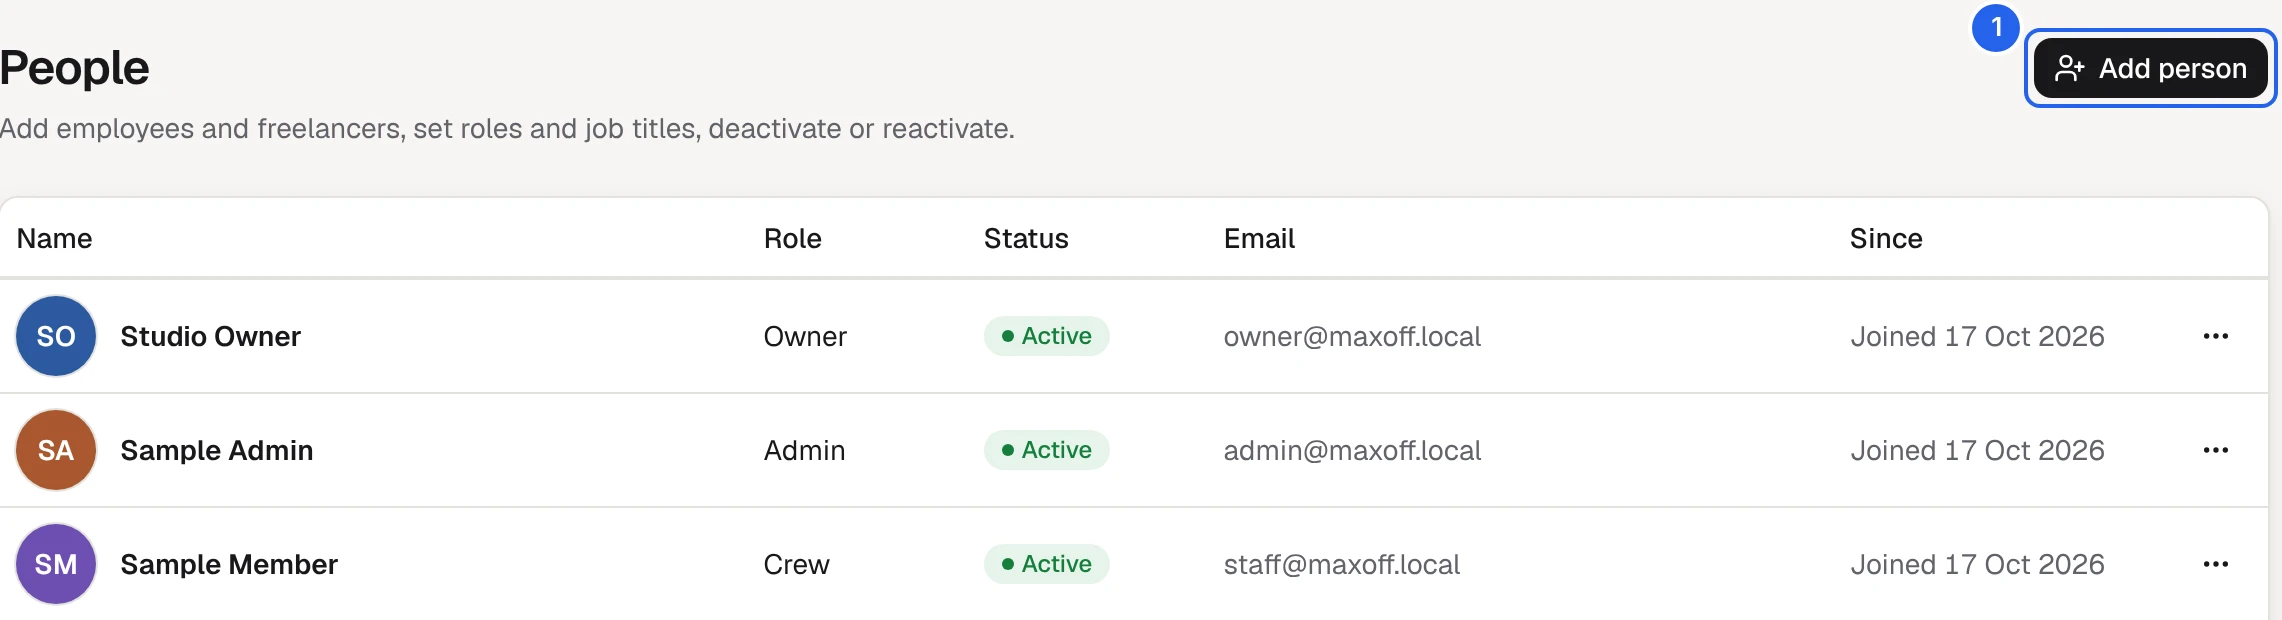 1
People
Add person
Add employees and freelancers, set roles and job titles, deactivate or reactivate.
Name Role Status Email Since
SO Studio Owner Owner Active owner@maxoff.local Joined 17 Oct 2026
SA Sample Admin Admin Active admin@maxoff.local Joined 17 Oct 2026
SM Sample Member Crew Active staff@maxoff.local Joined 17 Oct 2026